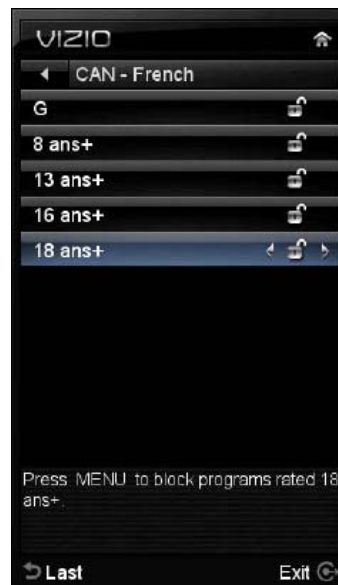 VIZIO
CAN - French
G
8 ans+
13 ans+
16 ans+
18 ans+
Press MENU to block programs rated 18
ans+.
Last Exit